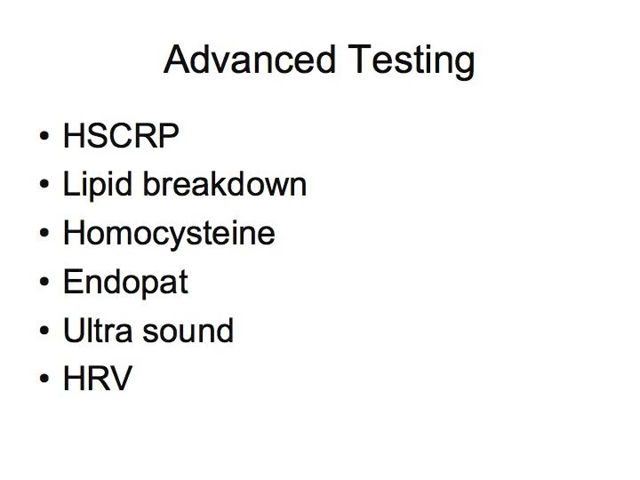 Advanced Testing
• HSCRP
• Lipid breakdown
• Homocysteine
• Endopat
• Ultra sound
• HRV